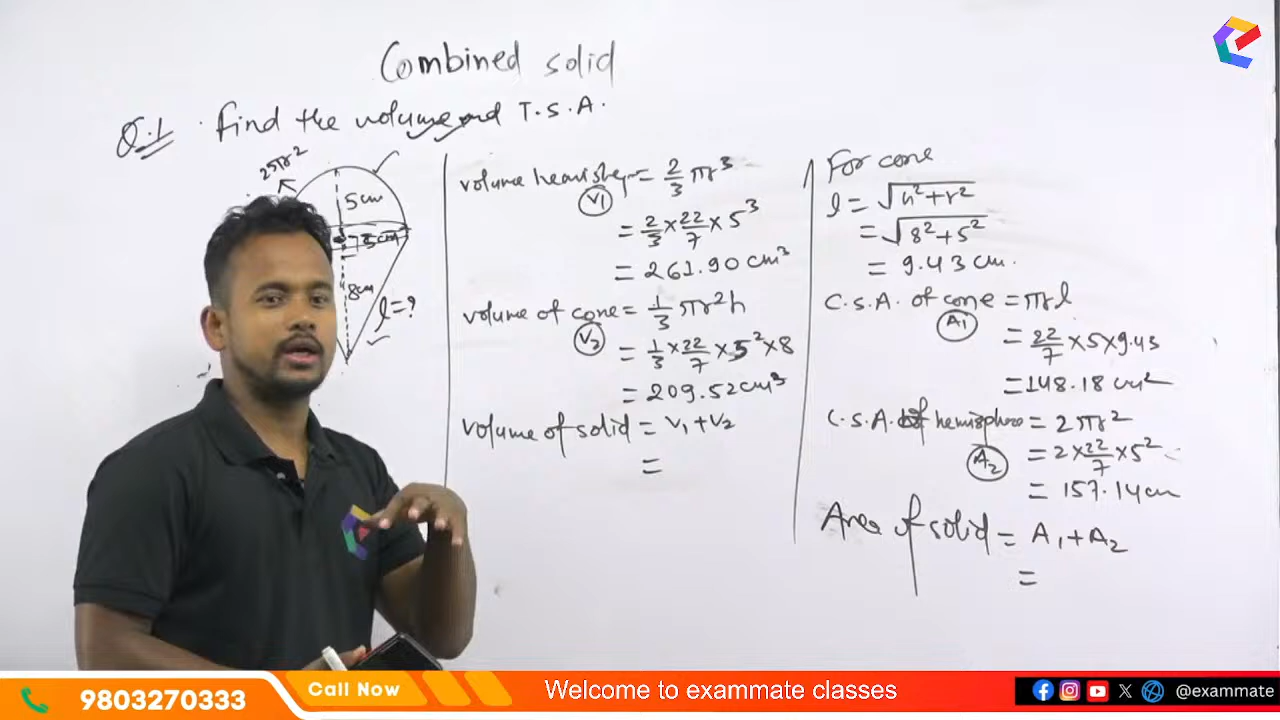 Combined solid
Q.1 . find the volume and T.S.A.
2πr²
5cm
8cm
l=?
volume = 2/3 πr³
V1
= 2/3 × 22/7 × 5³
= 261.90 cm³
volume of cone = 1/3 πr²h
V2
= 1/3 × 22/7 × 5² × 8
= 209.52 cm³
volume of solid = V1 + V2
=
For cone
l = √h² + r²
= √8² + 5²
= 9.43 cm.
C.S.A. of cone = πrl
A1
= 22/7 × 5 × 9.43
= 148.18 cm²
C.S.A. of hemisphere = 2πr²
A2
= 2 × 22/7 × 5²
= 157.14 cm
Area of solid = A1 + A2
=
9803270333
Call Now
Welcome to exammate classes
@exammate